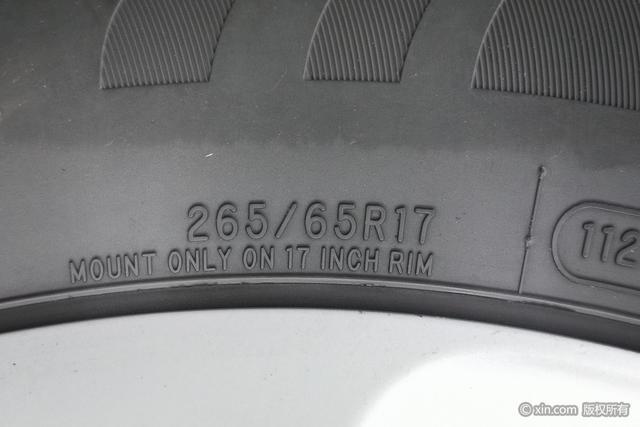 265/65R17
MOUNT ONLY ON 17 INCH RIM
112
© xin.com 版权所有